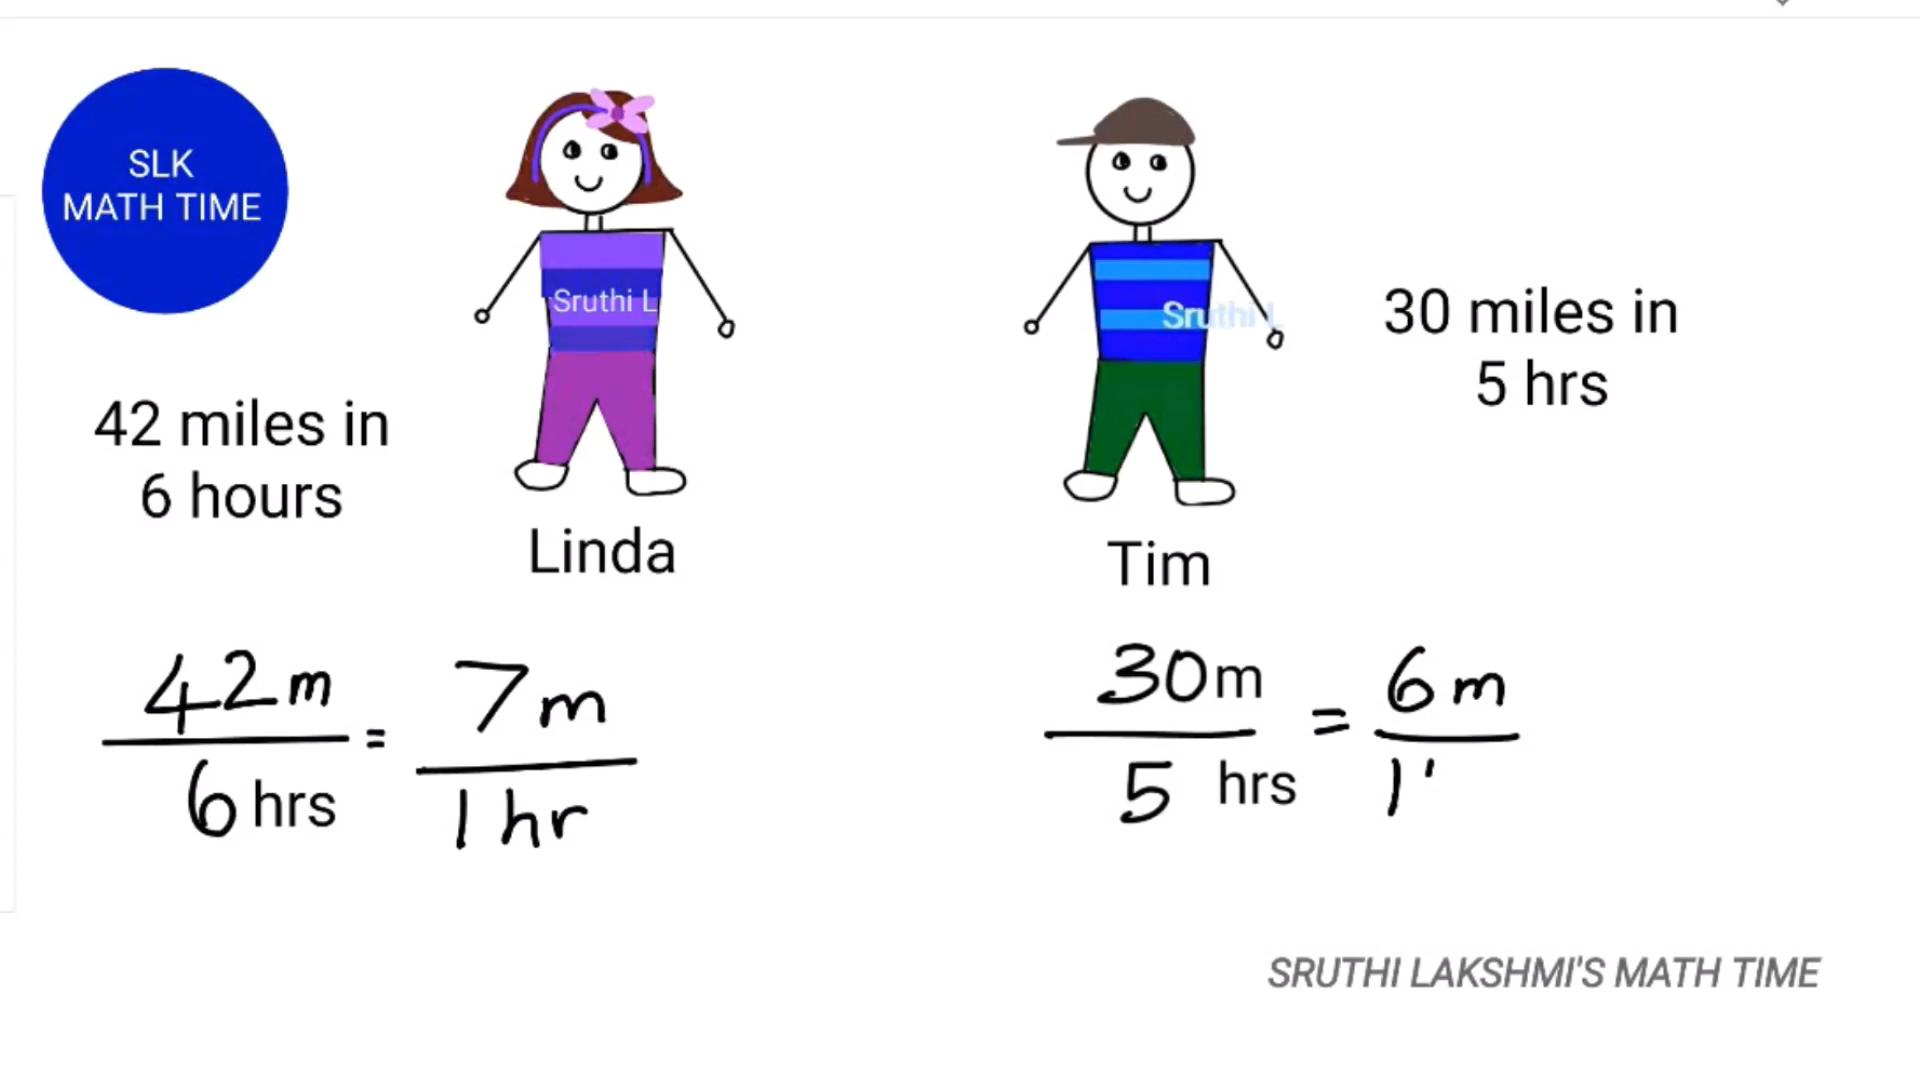 SLK
MATH TIME
Sruthi L
Sruthi L
30 miles in
5 hrs
42 miles in
6 hours
Linda
Tim
42m
6 hrs
=
7m
1 hr
30m
5 hrs
=
6m
1'
SRUTHI LAKSHMI'S MATH TIME